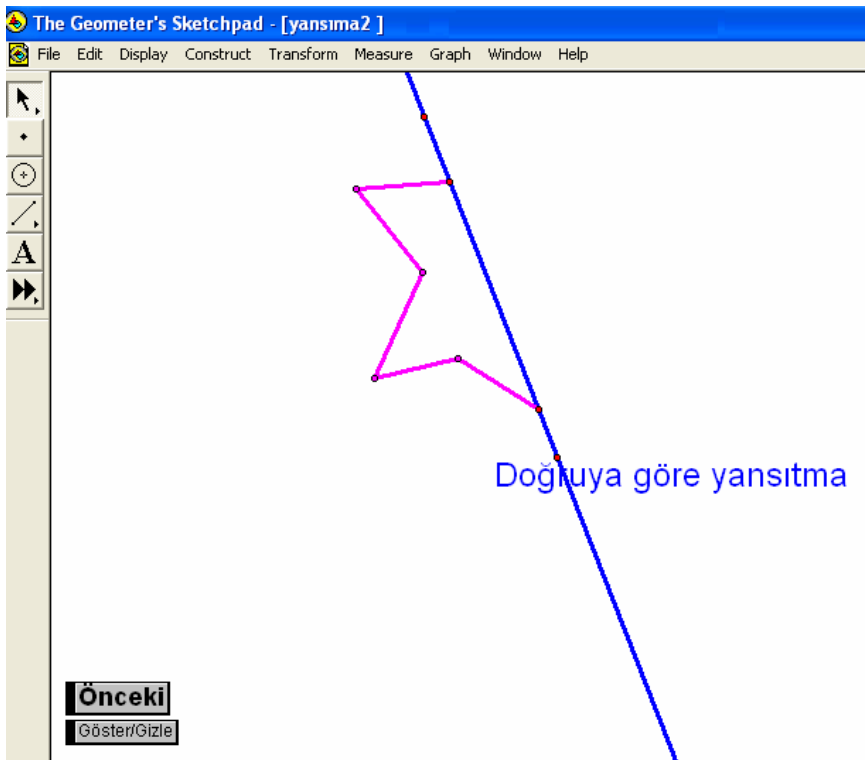 The Geometer's Sketchpad - [yansıma2 ]
File Edit Display Construct Transform Measure Graph Window Help
A
Doğruya göre yansıtma
Önceki
Göster/Gizle